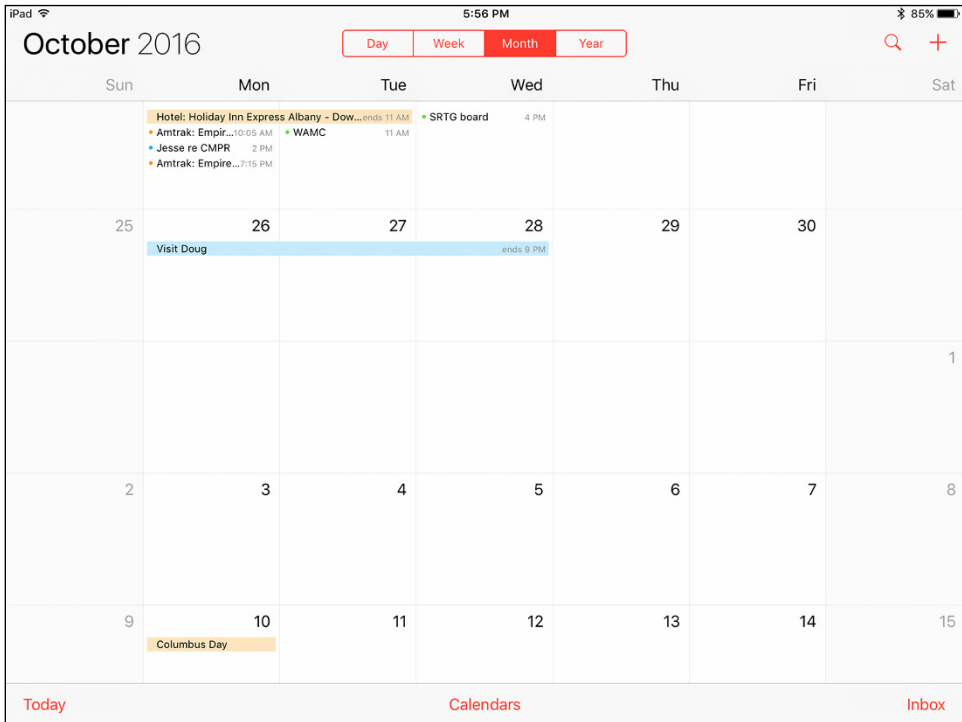 iPad 5:56 PM 85%
October 2016 Day Week Month Year
Sun Mon Tue Wed Thu Fri Sat
Hotel: Holiday Inn Express Albany - Dow...ends 11 AM SRTG board 4 PM
Amtrak: Empir...10:05 AM WAMC 11 AM
Jesse re CMPR 2 PM
Amtrak: Empire...7:15 PM
25 26 27 28 29 30
Visit Doug ends 9 PM
1
2 3 4 5 6 7 8
9 10 11 12 13 14 15
Columbus Day
Today Calendars Inbox